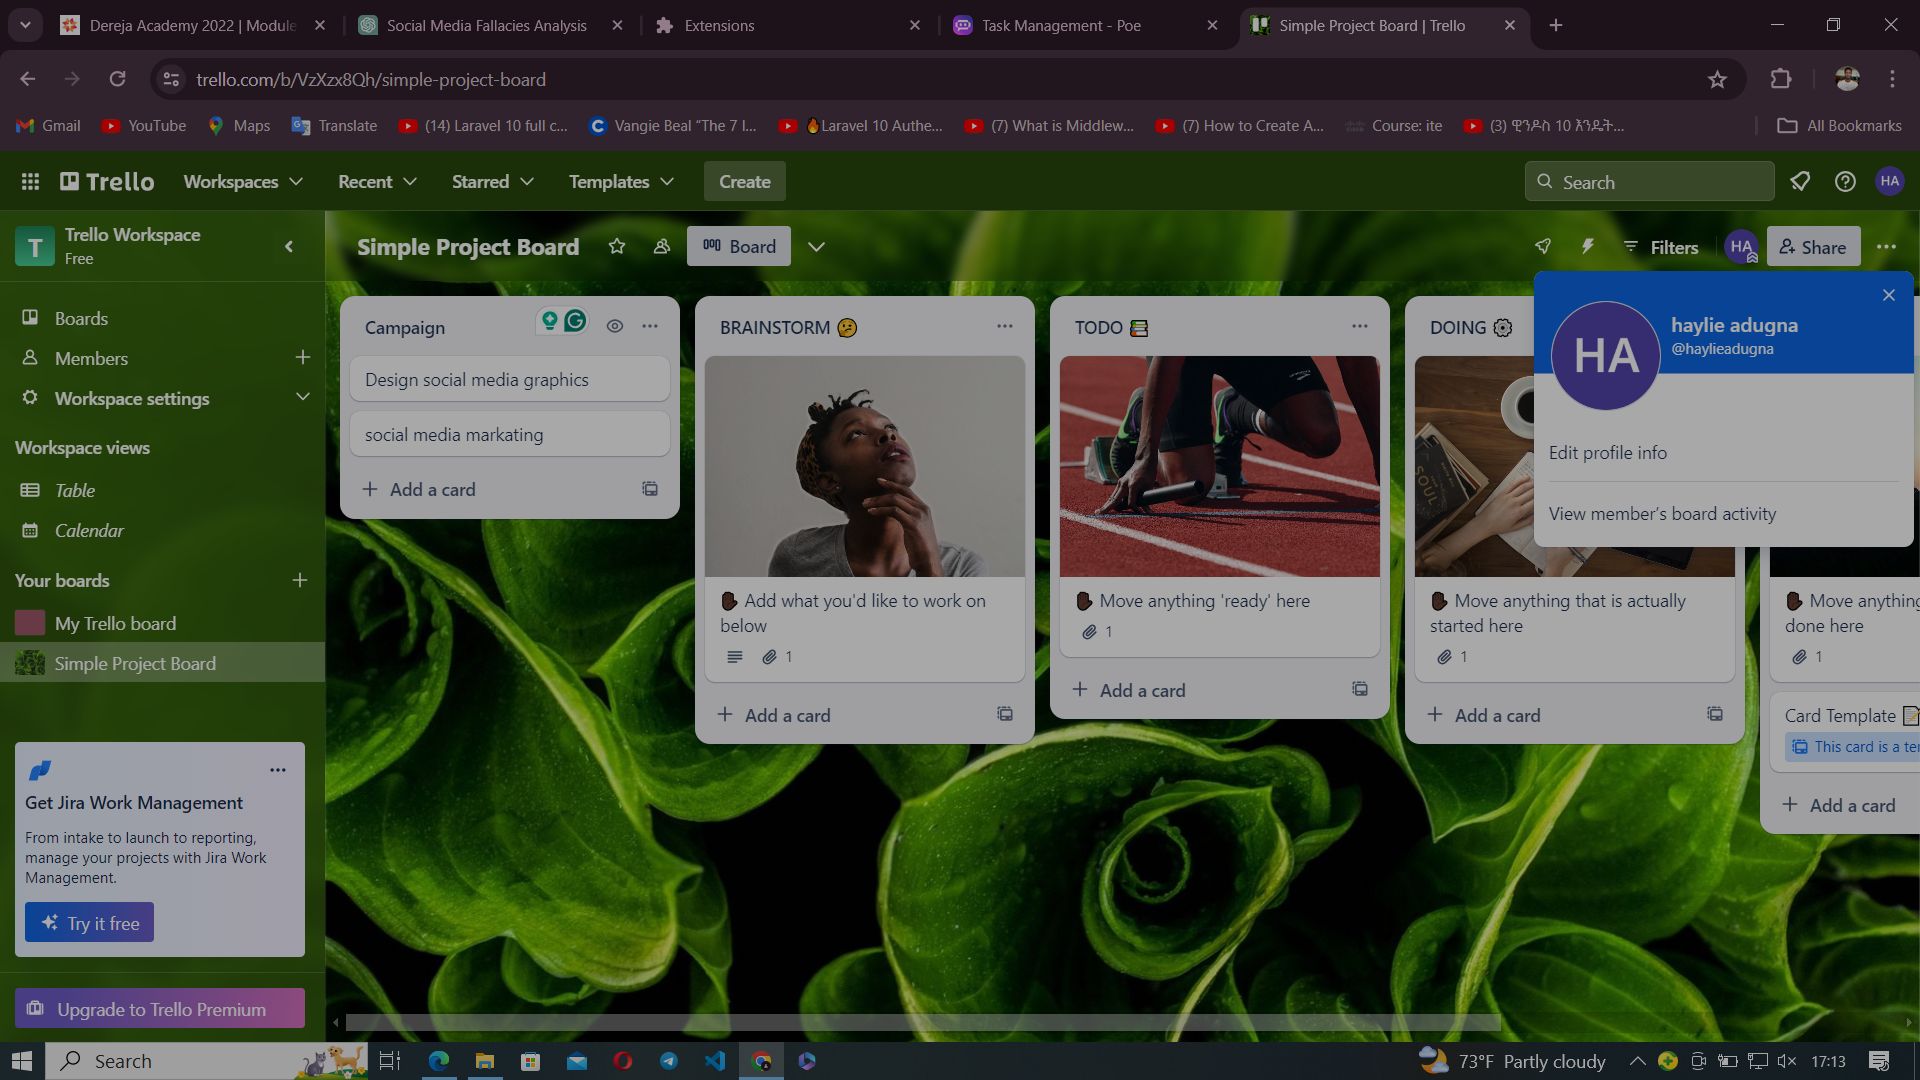 Dereja Academy 2022 | Module
Social Media Fallacies Analysis
Extensions
Task Management - Poe
Simple Project Board | Trello
trello.com/b/VzXzx8Qh/simple-project-board
Gmail
YouTube
Maps
Translate
(14) Laravel 10 full c...
Vangie Beal “The 7 I...
🔥Laravel 10 Authe...
(7) What is Middlew...
(7) How to Create A...
Course: ite
(3) ዊንዶስ 10 እንዴት...
All Bookmarks
Trello
Workspaces
Recent
Starred
Templates
Create
Search
HA
T
Trello Workspace
Free
Simple Project Board
Board
Filters
HA
Share
Boards
Members
Workspace settings
Workspace views
Table
Calendar
Your boards
My Trello board
Simple Project Board
Get Jira Work Management
From intake to launch to reporting,
manage your projects with Jira Work
Management.
Try it free
Upgrade to Trello Premium
Campaign
Design social media graphics
social media markating
Add a card
BRAINSTORM 🤔
✋🏿 Add what you'd like to work on
below
1
Add a card
TODO 📚
✋🏿 Move anything 'ready' here
1
Add a card
DOING ⚙️
SOUL
✋🏿 Move anything that is actually
started here
1
Add a card
HA
haylie adugna
@haylieadugna
Edit profile info
View member’s board activity
✋🏿 Move anything
done here
1
Card Template 📝
This card is a ter
Add a card
Search
73°F Partly cloudy
17:13